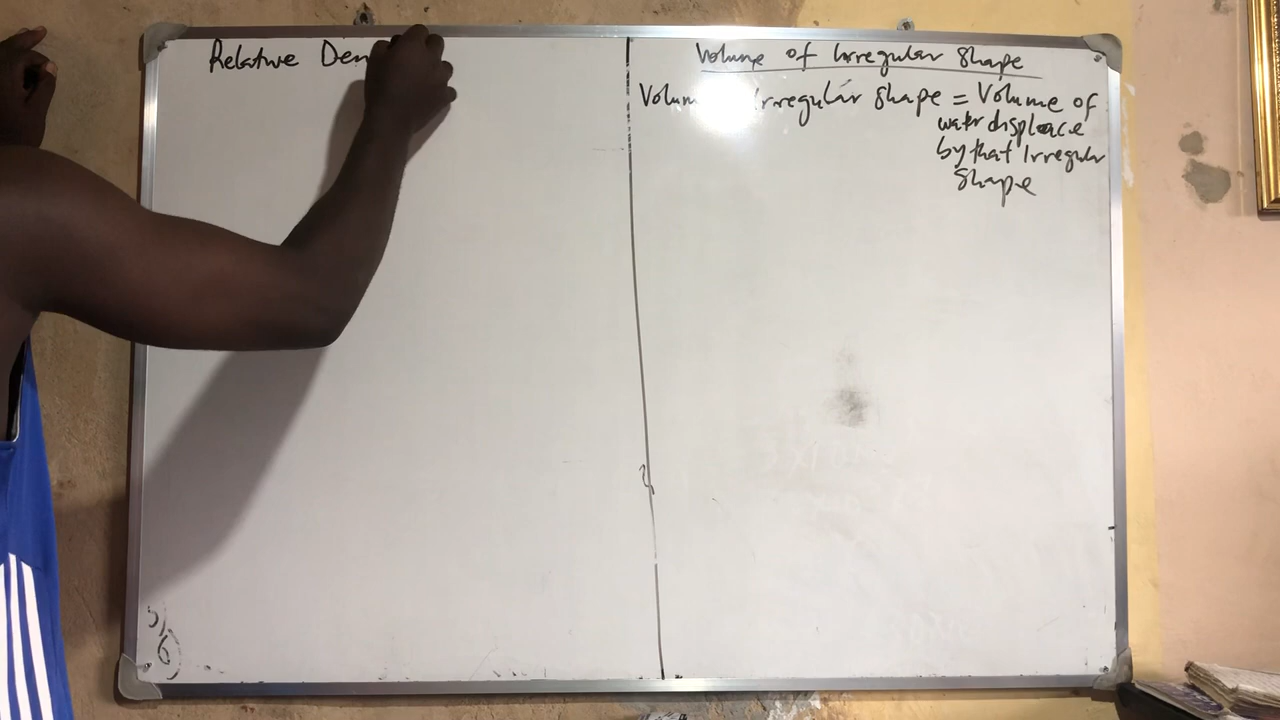 Relative Den
Volume of Irregular Shape
Volum Irregular Shape = Volume of
water displace
by that Irregular
Shape